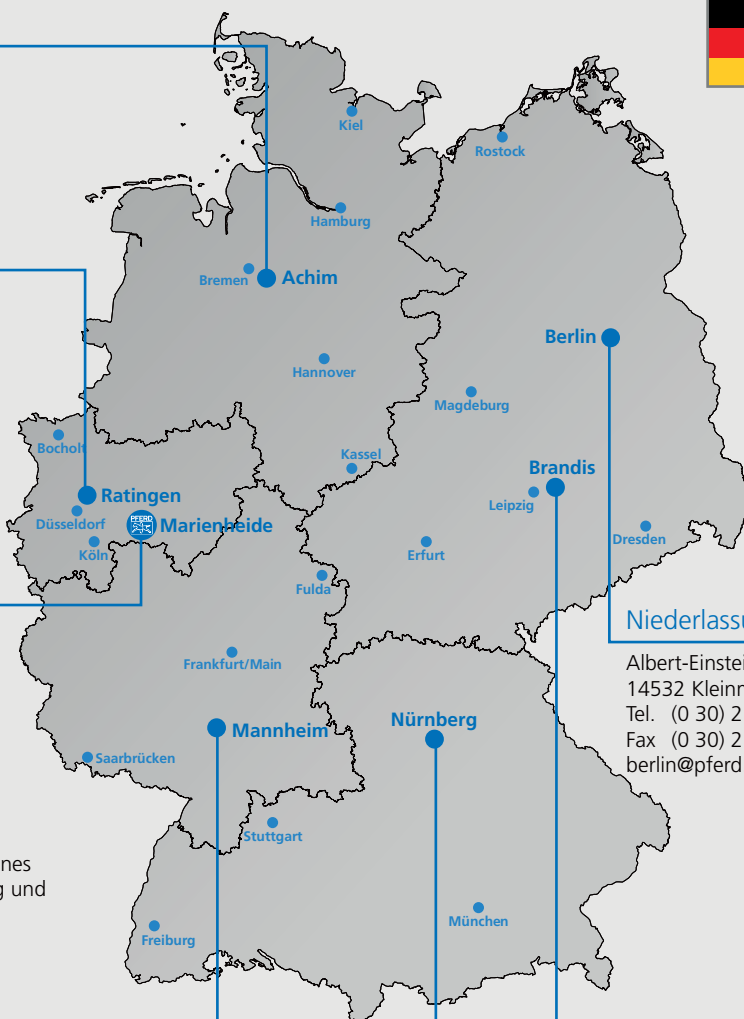 Kiel
Rostock
Hamburg
Bremen
Achim
Berlin
Hannover
Magdeburg
Bocholt
Kassel
Brandis
Ratingen
Leipzig
Düsseldorf
PFERD
Marienheide
Köln
Erfurt
Dresden
Fulda
Niederlassu
Frankfurt/Main
Albert-Einstei
14532 Kleinm
Tel. (0 30) 2
Fax (0 30) 2
berlin@pferd
Mannheim
Nürnberg
Saarbrücken
Stuttgart
nes
g und
München
Freiburg